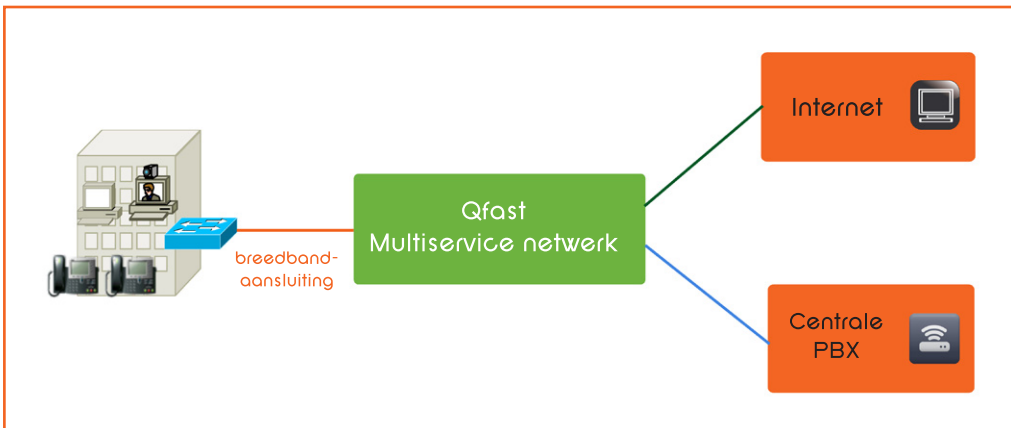 breedband-
aansluiting
Qfast
Multiservice netwerk
Internet
Centrale
PBX